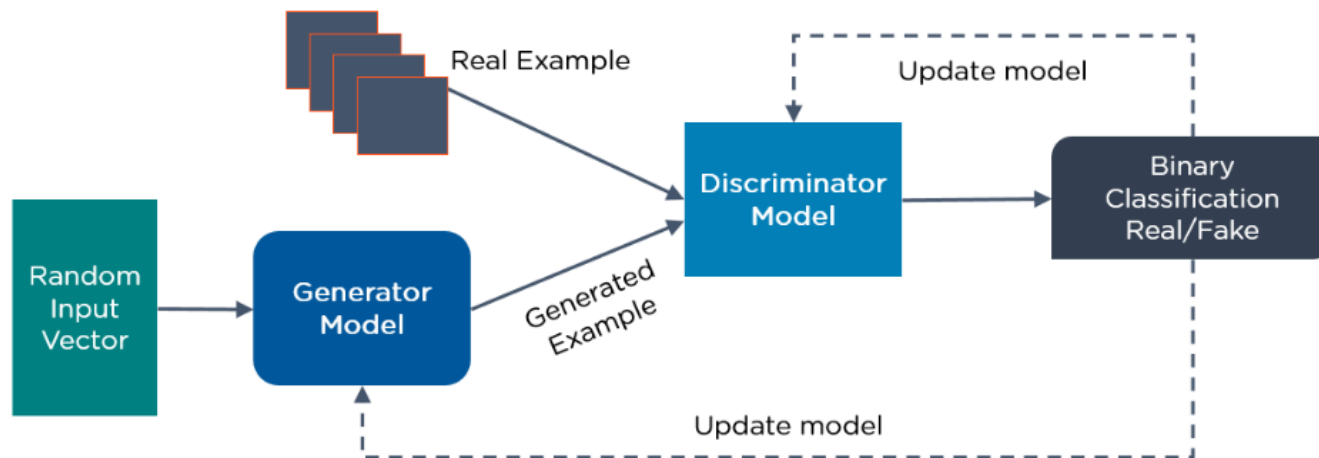 Real Example
Update model
Binary
Classification
Real/Fake
Discriminator
Model
Random
Input
Vector
Generator
Model
Generated
Example
Update model